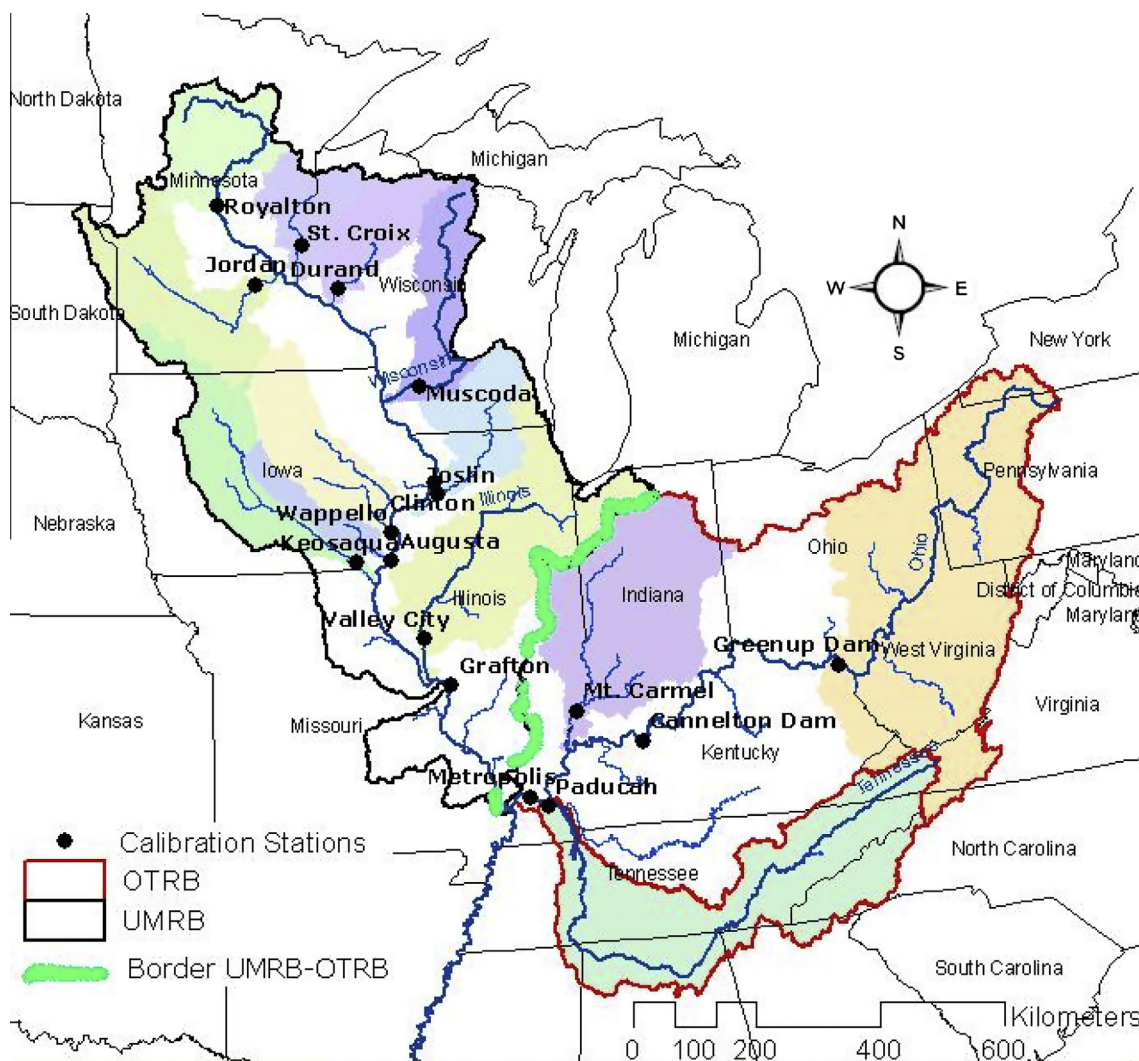 North Dakota
Michigan
Minnesota
Royalton
St. Croix
Jordan
Durand
Wisconsin
South Dakota
N
W
E
S
Michigan
New York
Wisconsin
Muscoda
Iowa
Joslin
Illinois
Clinton
Pennsylvania
Nebraska
Wappello
Keosaqua
Augusta
Ohio
Ohio
Maryland
District of Columbia
Maryland
Illinois
Indiana
Valley City
Greenup Dam
West Virginia
Grafton
Mt. Carmel
Kansas
Missouri
Cannelton Dam
Virginia
Kentucky
Metropolis
Paducah
Tennessee
Calibration Stations
OTRB
UMRB
Border UMRB-OTRB
Tennessee
North Carolina
South Carolina
Kilometers
0 100 200 400 600